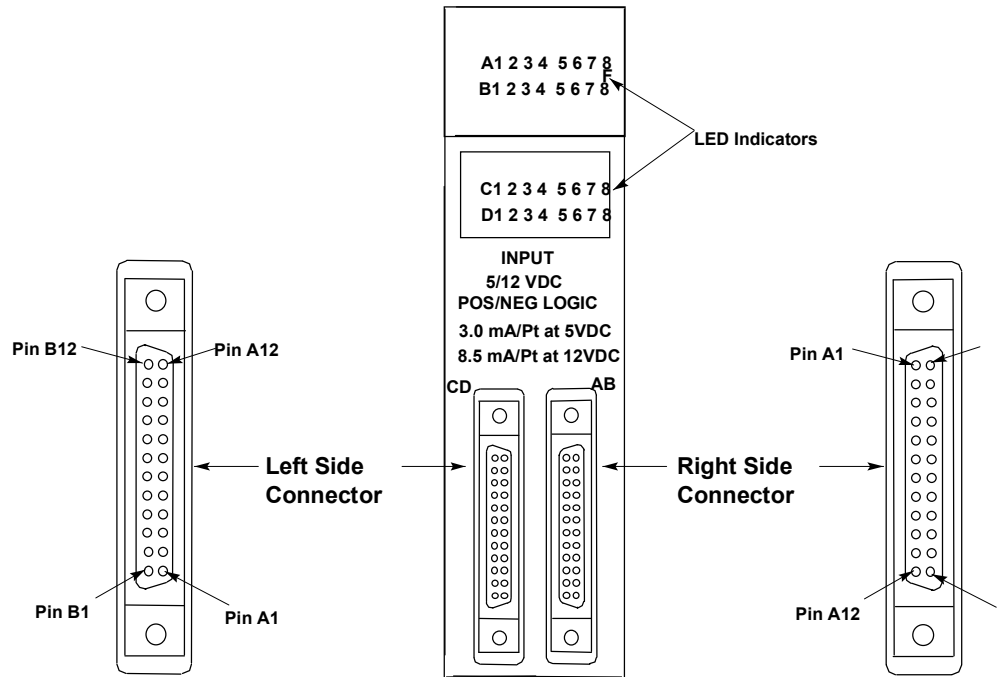 A1 2 3 4 5 6 7 8
F
B1 2 3 4 5 6 7 8
LED Indicators
C1 2 3 4 5 6 7 8
D1 2 3 4 5 6 7 8
INPUT
5/12 VDC
POS/NEG LOGIC
3.0 mA/Pt at 5VDC
8.5 mA/Pt at 12VDC
CD
AB
Pin B12
Pin A12
Pin A1
Left Side
Connector
Right Side
Connector
Pin B1
Pin A1
Pin A12